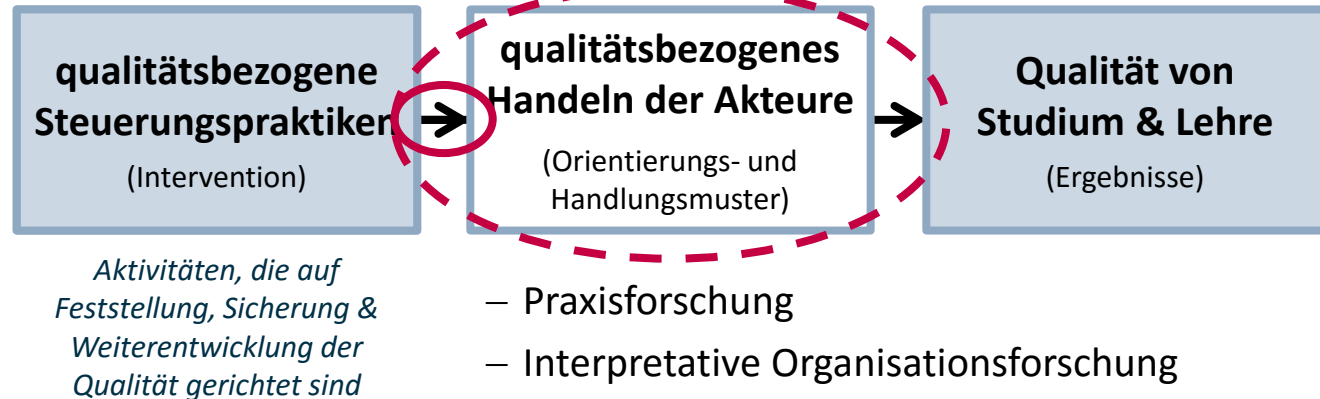 qualitätsbezogene
Steuerungspraktiken
(Intervention)
qualitätsbezogenes
Handeln der Akteure
(Orientierungs- und
Handlungsmuster)
Qualität von
Studium & Lehre
(Ergebnisse)
Aktivitäten, die auf
Feststellung, Sicherung &
Weiterentwicklung der
Qualität gerichtet sind
– Praxisforschung
– Interpretative Organisationsforschung